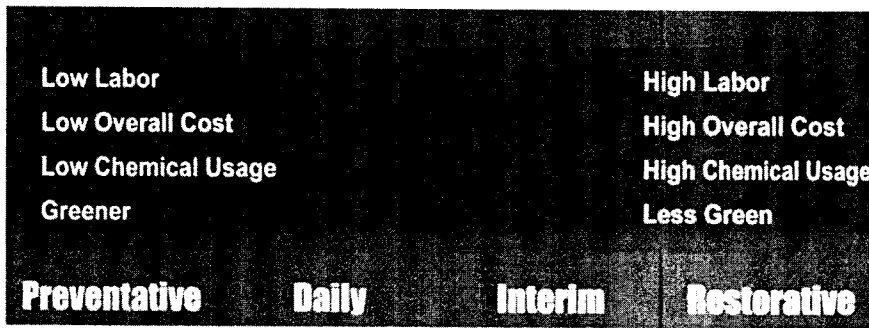 Low Labor
Low Overall Cost
Low Chemical Usage
Greener
High Labor
High Overall Cost
High Chemical Usage
Less Green
Preventative Daily Interim Restorative